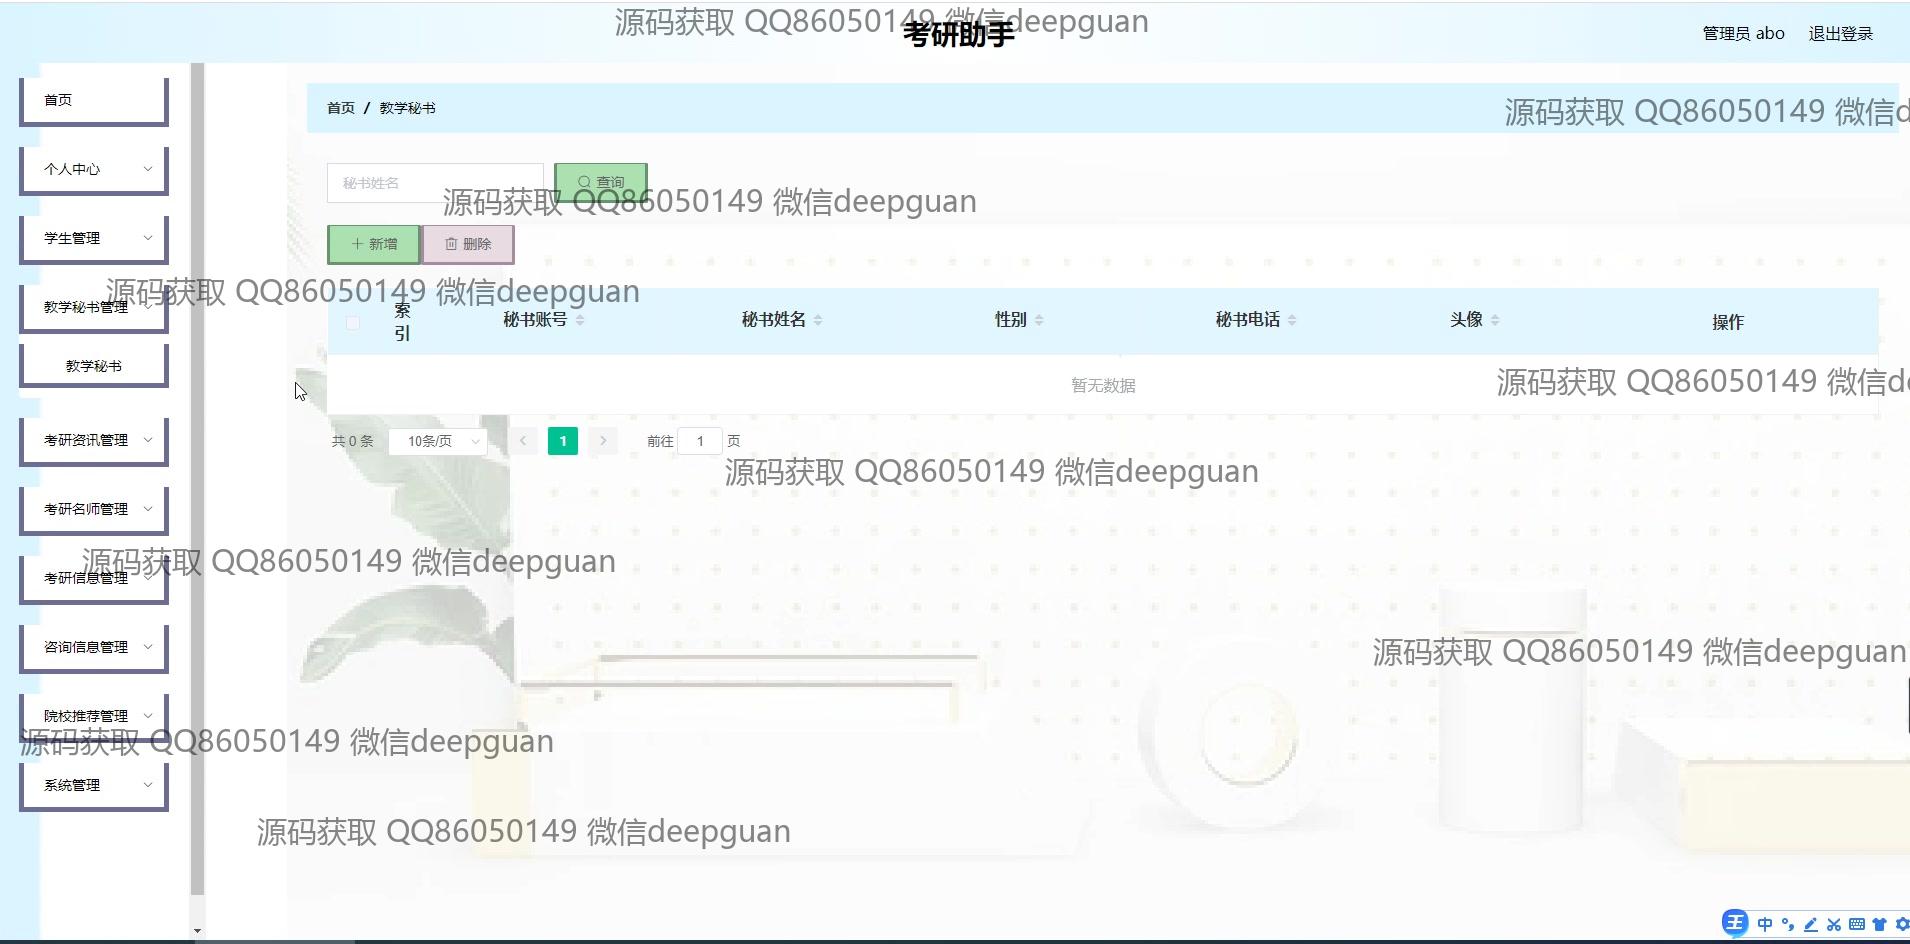 源码获取 QQ86050149 微信deepguan
考研助手
管理员 abo 退出登录
首页
个人中心
学生管理
教学秘书管理
教学秘书
考研资讯管理
考研名师管理
考研信息管理
咨询信息管理
院校推荐管理
系统管理
首页 / 教学秘书
源码获取 QQ86050149 微信d
秘书姓名 查询
源码获取 QQ86050149 微信deepguan
新增 删除
源码获取 QQ86050149 微信deepguan
索引 秘书账号 秘书姓名 性别 秘书电话 头像 操作
暂无数据
源码获取 QQ86050149 微信de
共 0 条 10条/页 1 前往 1 页
源码获取 QQ86050149 微信deepguan
源码获取 QQ86050149 微信deepguan
源码获取 QQ86050149 微信deepguan
源码获取 QQ86050149 微信deepguan
源码获取 QQ86050149 微信deepguan
王 中